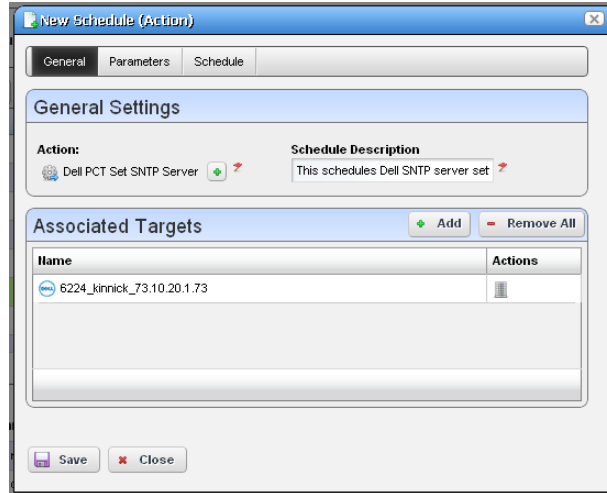 New Schedule (Action)
General Parameters Schedule
General Settings
Action: Schedule Description
Dell PCT Set SNTP Server This schedules Dell SNTP server set
Associated Targets Add Remove All
Name Actions
DELL 6224_kinnick_73.10.20.1.73
Save Close